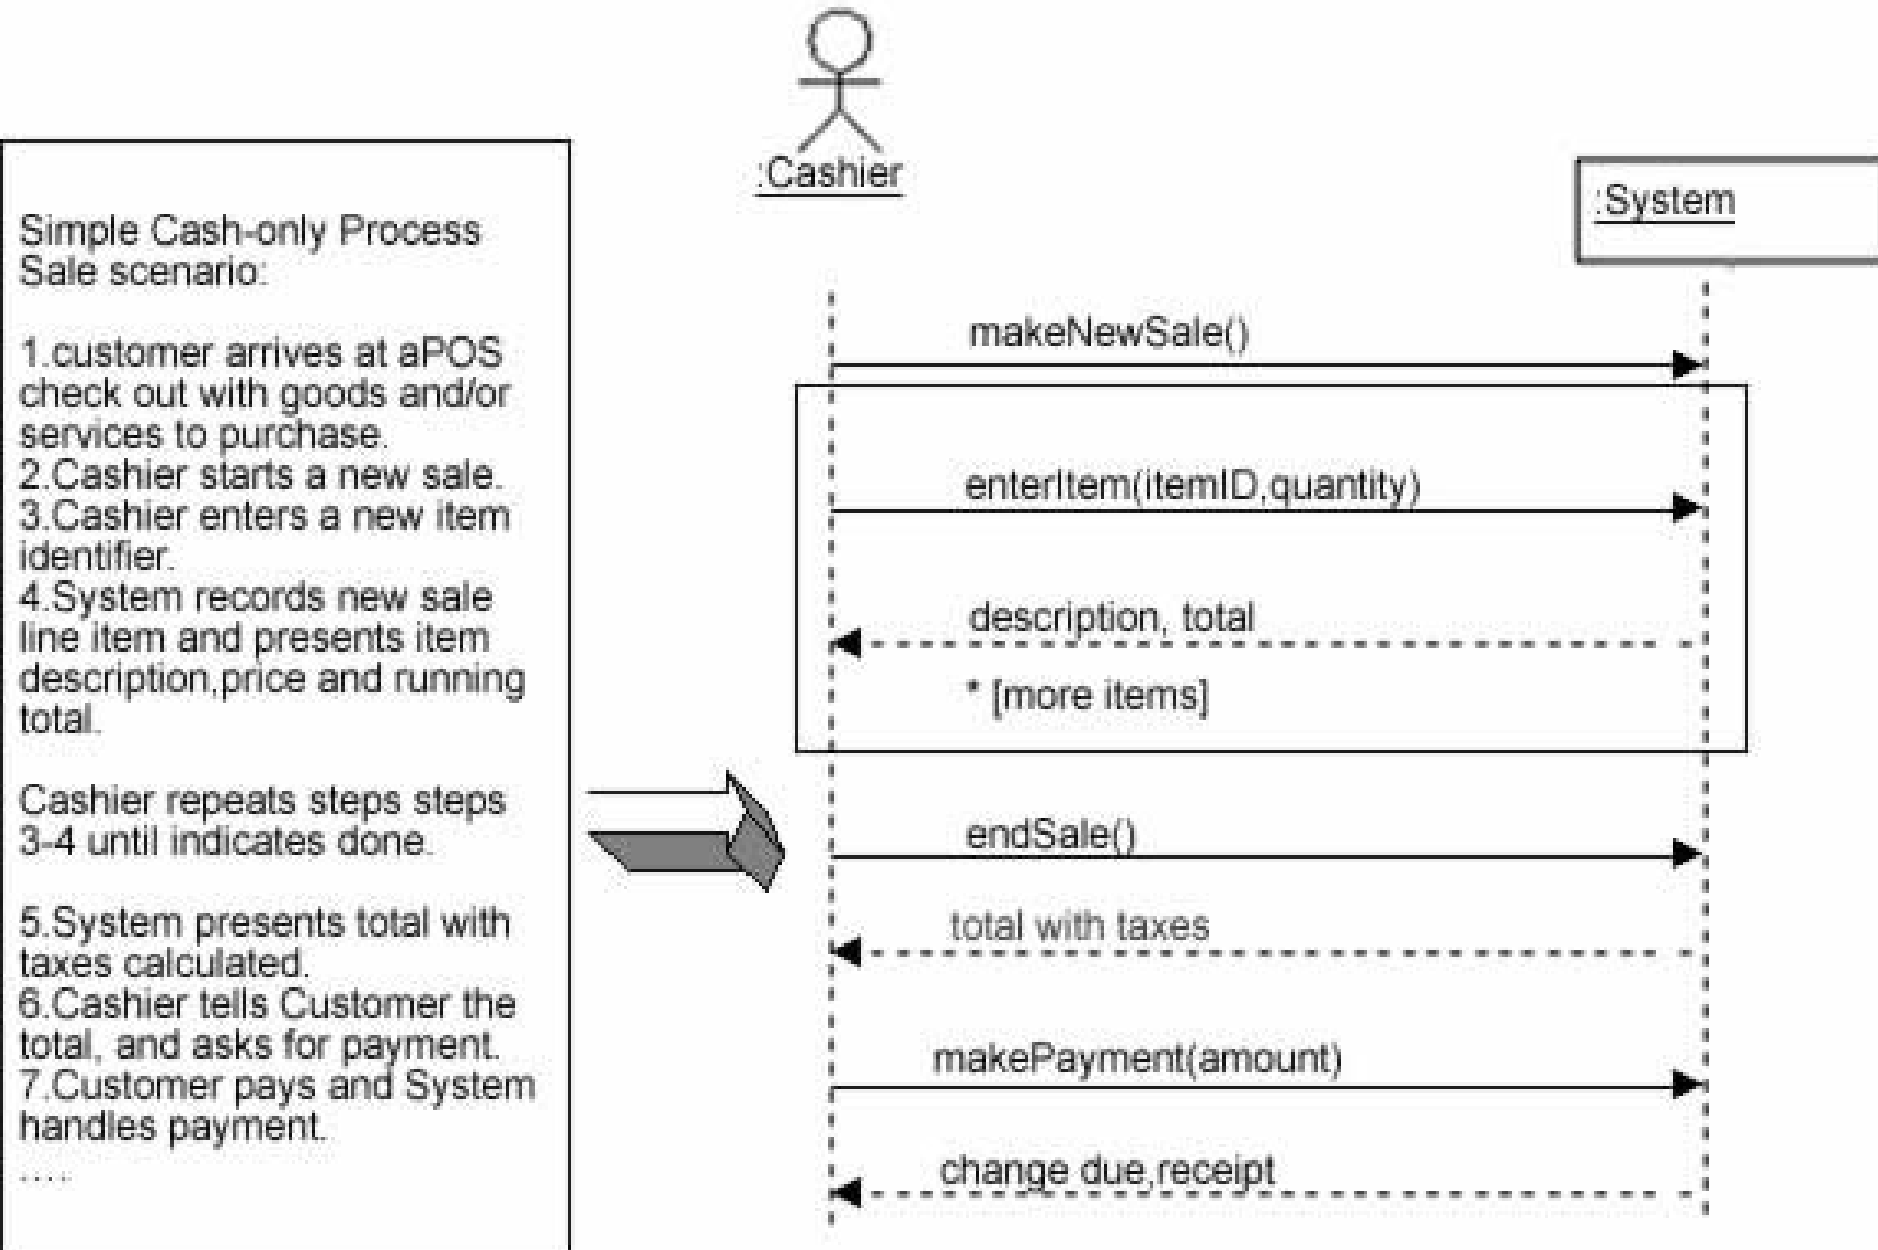 Simple Cash-only Process
Sale scenario:
1.customer arrives at aPOS
check out with goods and/or
services to purchase.
2.Cashier starts a new sale.
3.Cashier enters a new item
identifier.
4.System records new sale
line item and presents item
description,price and running
total.
Cashier repeats steps steps
3-4 until indicates done.
5.System presents total with
taxes calculated.
6.Cashier tells Customer the
total, and asks for payment.
7.Customer pays and System
handles payment.
....
:Cashier
:System
makeNewSale()
enterItem(itemID,quantity)
description, total
* [more items]
endSale()
total with taxes
makePayment(amount)
change due,receipt